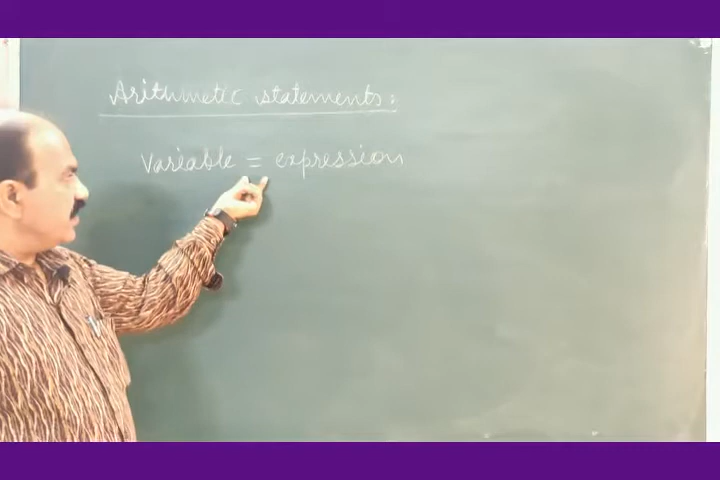 Arithmetic statements:
Variable = expression